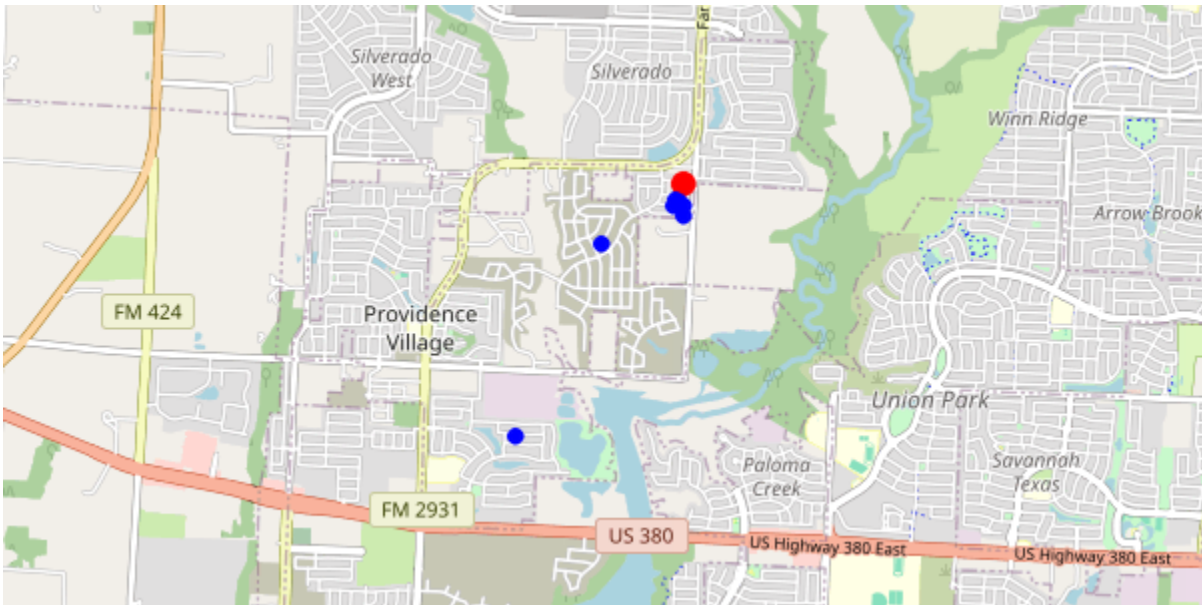 Far
Silverado
West
Silverado
Winn Ridge
Arrow Brook
FM 424
Providence
Village
Union Park
Paloma
Creek
Savannah
Texas
FM 2931
US 380
US Highway 380 East
US Highway 380 East